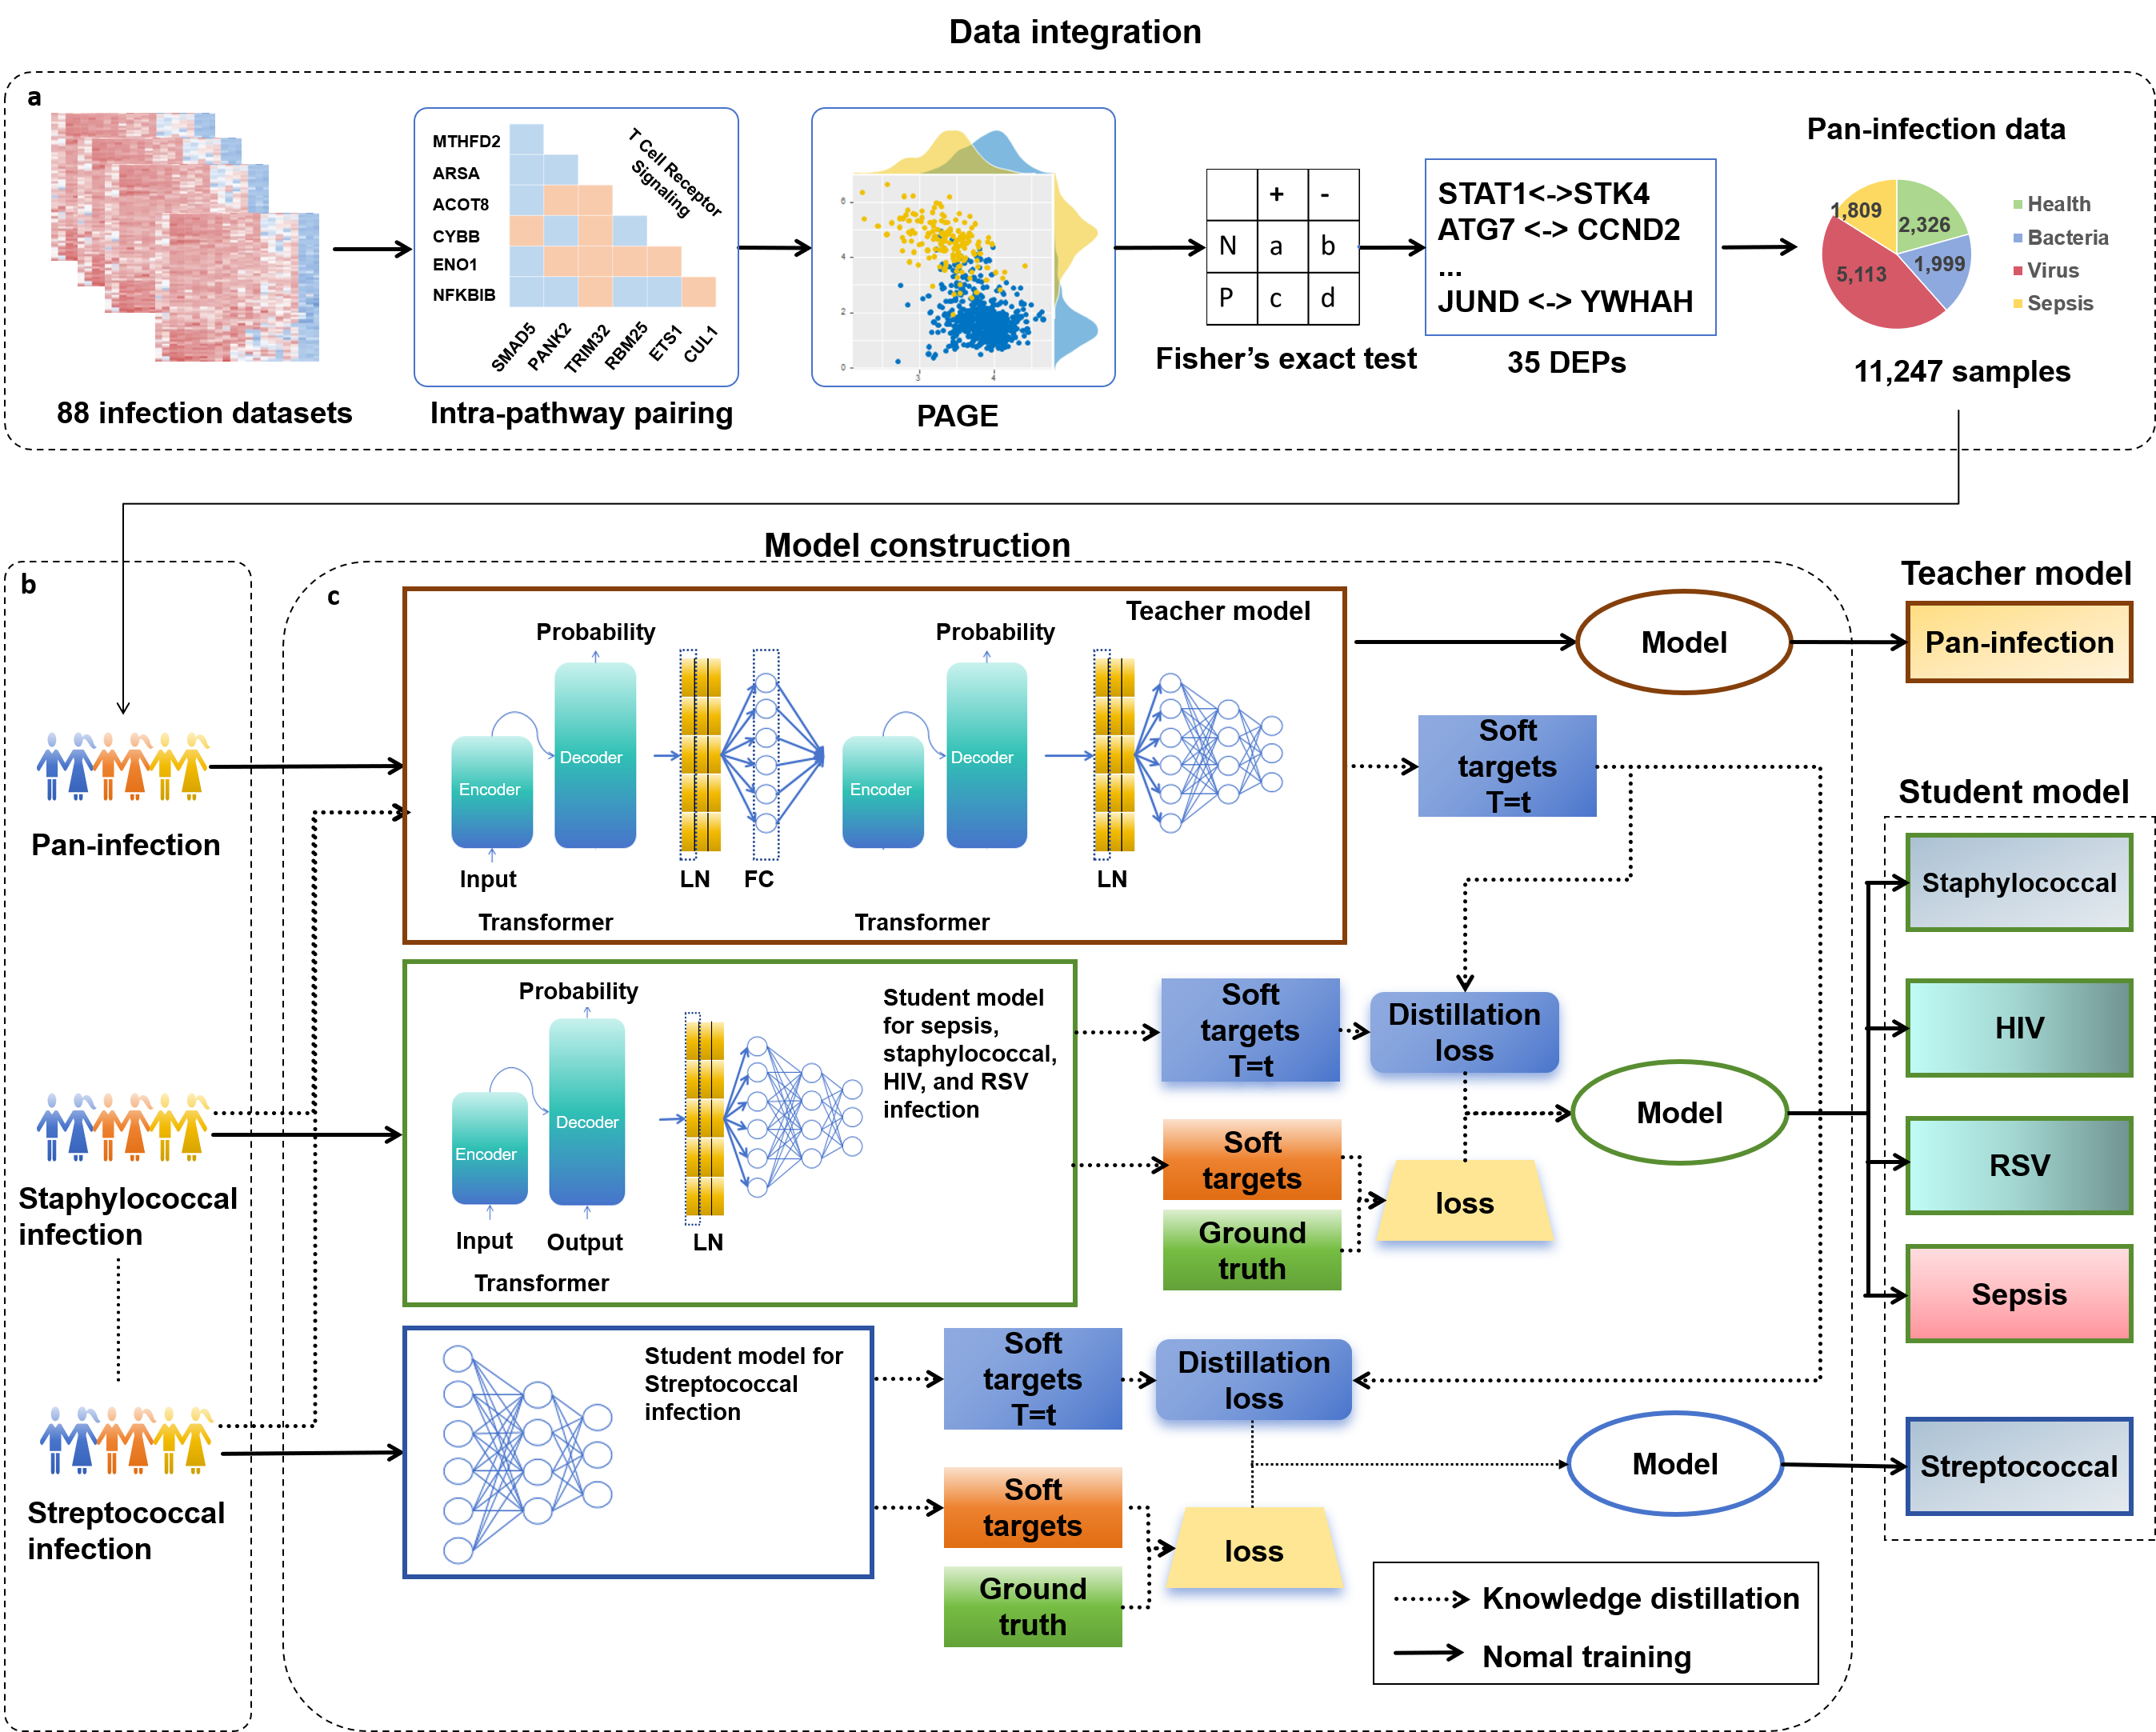 Data integration
a
MTHFD2
ARSA
ACOT8
CYBB
ENO1
NFKBIB
T Cell Receptor
Signaling
SMAD5
PANK2
TRIM32
RBM25
ETS1
CUL1
88 infection datasets
Intra-pathway pairing
6
4
2
0
3
4
PAGE
+ -
N a b
P c d
Fisher's exact test
STAT1<->STK4
ATG7 <-> CCND2
...
JUND <-> YWHAH
35 DEPs
Pan-infection data
1,809
2,326
5,113
1,999
Health
Bacteria
Virus
Sepsis
11,247 samples
Model construction
b
Pan-infection
Staphylococcal
infection
Streptococcal
infection
c
Teacher model
Probability
Probability
Encoder
Decoder
Encoder
Decoder
Input
LN
FC
LN
Transformer
Transformer
Model
Teacher model
Pan-infection
Soft
targets
T=t
Student model
for sepsis,
staphylococcal,
HIV, and RSV
infection
Probability
Encoder
Decoder
Input
Output
LN
Transformer
Soft
targets
T=t
Distillation
loss
Soft
targets
Ground
truth
loss
Model
Student model
Staphylococcal
HIV
RSV
Sepsis
Student model for
Streptococcal
infection
Soft
targets
T=t
Distillation
loss
Soft
targets
Ground
truth
loss
Model
Streptococcal
Knowledge distillation
Nomal training